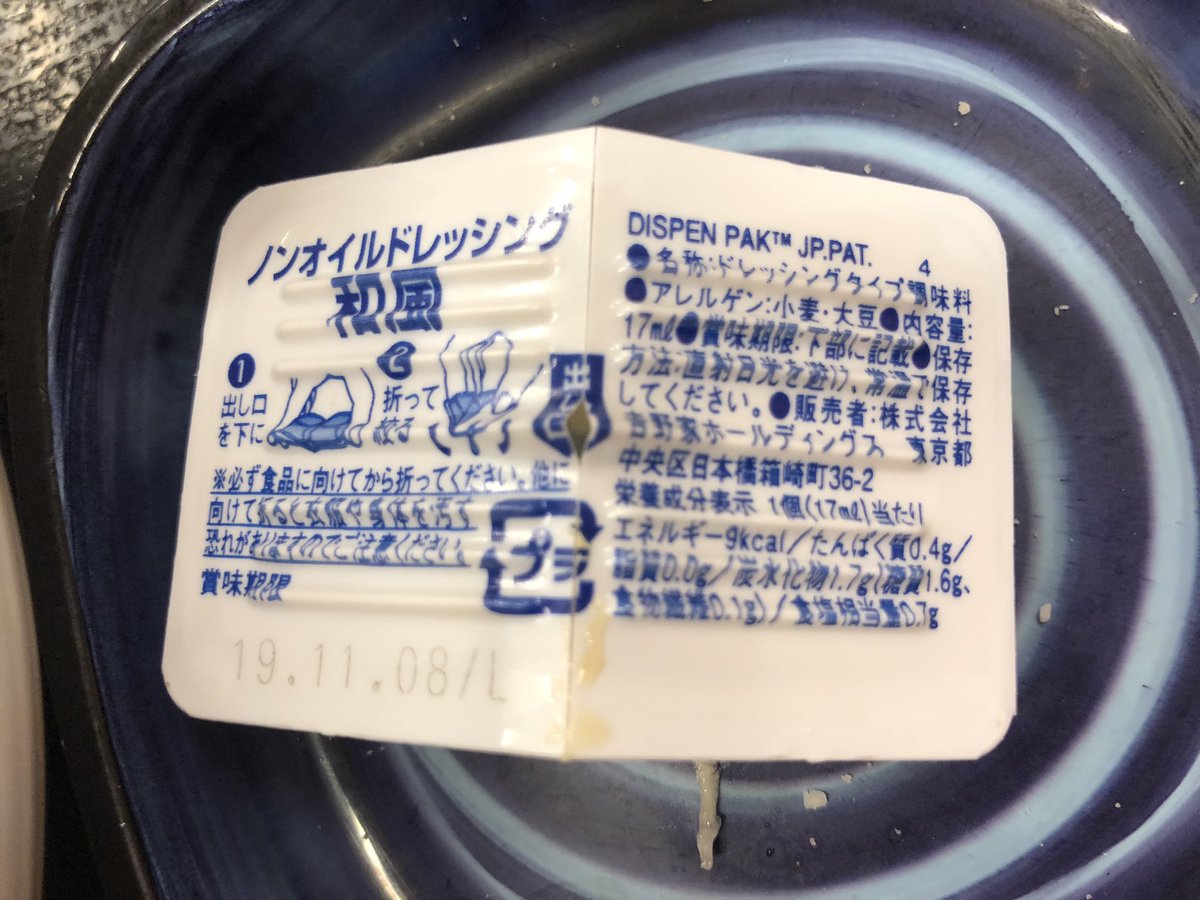 ノンオイルドレッシング
和風
1
出し口
を下に
2
折って
絞る
出
※必ず食品に向けてから折ってください。他に
向けて折ると衣服や身体を汚す
恐れがありますのでご注意ください。
プラ
賞味期限
19.11.08/L
DISPEN PAK™ JP.PAT. 4
●名称:ドレッシングタイプ調味料
●アレルゲン:小麦・大豆●内容量:
17ml●賞味期限:下部に記載●保存
方法:直射日光を避け、常温で保存
してください。●販売者:株式会社
吉野家ホールディングス 東京都
中央区日本橋箱崎町36-2
栄養成分表示 1個(17ml)当たり
エネルギー9kcal/たんぱく質0.4g/
脂質0.0g/炭水化物1.7g(糖質1.6g、
食物繊維0.1g)/食塩相当量0.7g